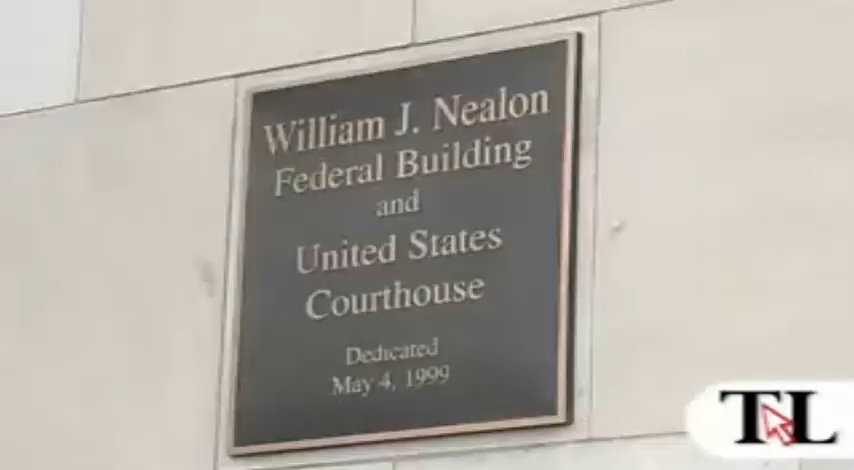 William J. Nealon
Federal Building
and
United States
Courthouse
Dedicated
May 4, 1999
TL